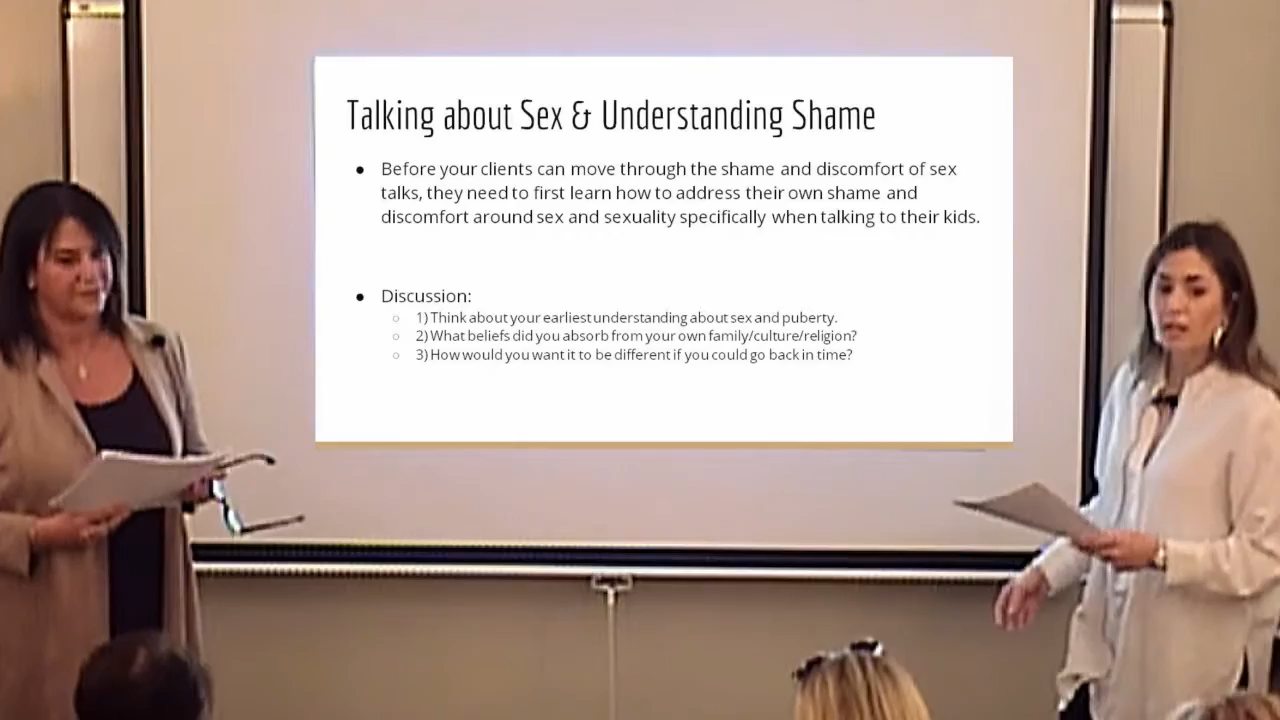 Talking about Sex & Understanding Shame
● Before your clients can move through the shame and discomfort of sex
talks, they need to first learn how to address their own shame and
discomfort around sex and sexuality specifically when talking to their kids.
● Discussion:
○ 1) Think about your earliest understanding about sex and puberty.
○ 2) What beliefs did you absorb from your own family/culture/religion?
○ 3) How would you want it to be different if you could go back in time?